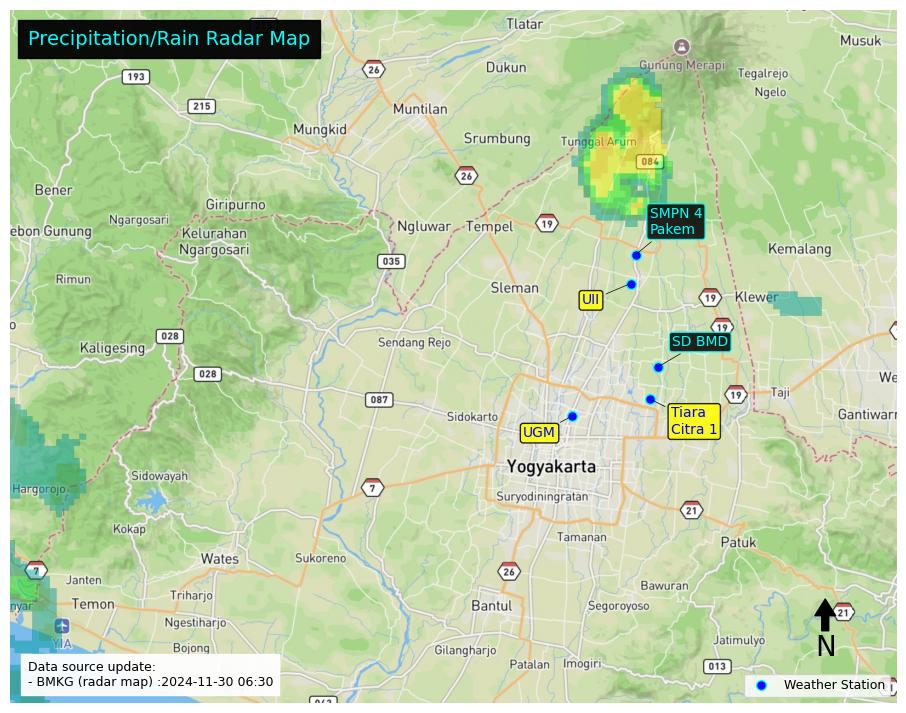 Precipitation/Rain Radar Map
Tlatar
Musuk
193
26
Dukun
Gunung Merapi
Tegalrejo
Ngelo
215
Muntilan
Mungkid
Srumbung
Tunggal Arum
084
26
Bener
Giripurno
SMPN 4
Pakem
Ngargosari
ebon Gunung
Kelurahan
Ngargosari
Ngluwar
Tempel
19
Kemalang
035
Rimun
Sleman
UII
19
Klewer
19
028
Kaligesing
Sendang Rejo
SD BMD
028
087
19
Taji
We
Sidokarto
Tiara
Citra 1
Gantiwarn
UGM
Yogyakarta
Sidowayah
Hargorojo
7
Suryodiningratan
21
Kokap
Tamanan
Patuk
Wates
Sukoreno
7
Janten
26
Bawuran
Triharjo
nyar
Temon
Bantul
Segoroyoso
21
Ngestiharjo
YIA
Jatimulyo
N
Bojong
Gilangharjo
Patalan
Imogiri
013
Data source update:
- BMKG (radar map) :2024-11-30 06:30
Weather Station